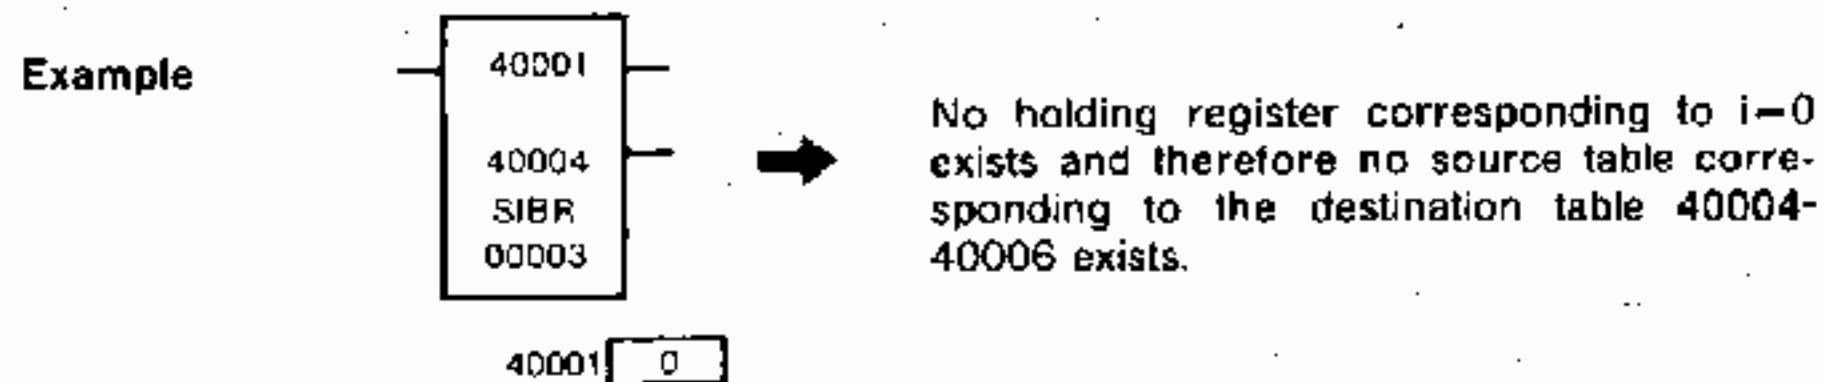 Example
40001
40004
SIBR
00003
No holding register corresponding to i=0
exists and therefore no source table corre-
sponding to the destination table 40004-
40006 exists.
40001 0